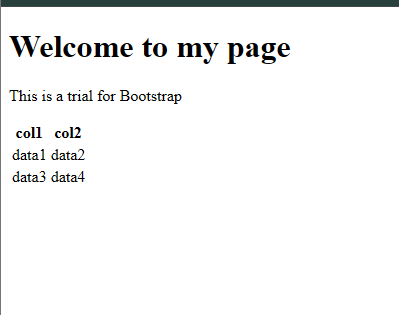 Welcome to my page
This is a trial for Bootstrap
col1 col2
data1 data2
data3 data4